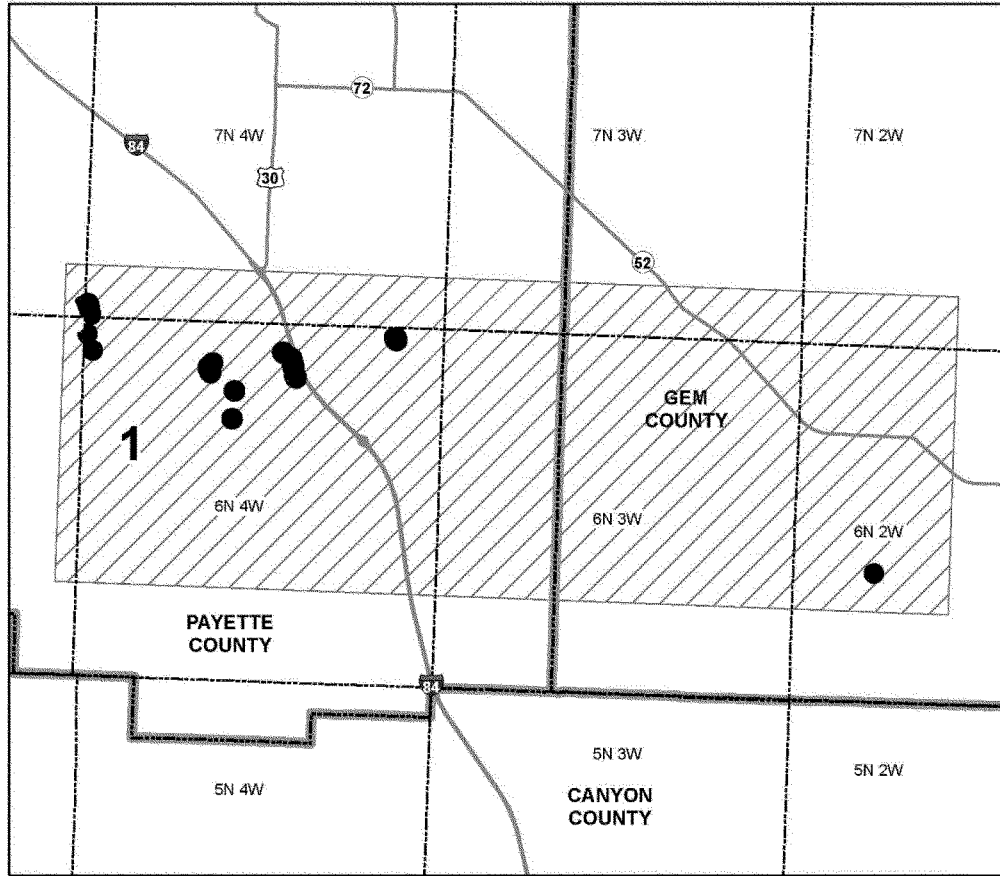 72
7N 4W
7N 3W
7N 2W
84
30
52
GEM
COUNTY
1
6N 4W
6N 3W
6N 2W
PAYETTE
COUNTY
84
5N 3W
5N 4W
5N 2W
CANYON
COUNTY